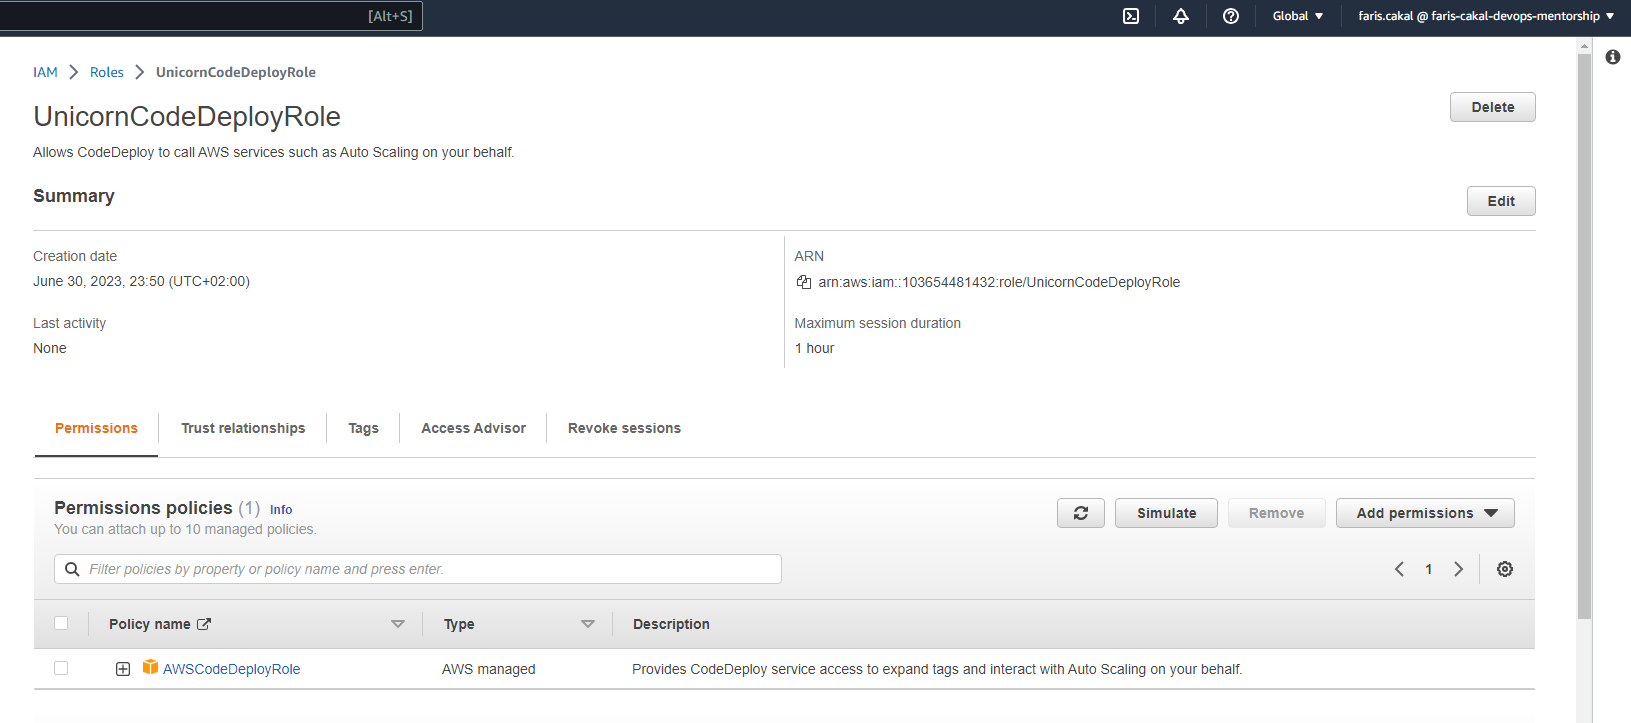 [Alt+S]
Global
faris.cakal @ faris-cakal-devops-mentorship
IAM
Roles
UnicornCodeDeployRole
UnicornCodeDeployRole
Delete
Allows CodeDeploy to call AWS services such as Auto Scaling on your behalf.
Summary
Edit
Creation date
June 30, 2023, 23:50 (UTC+02:00)
ARN
arn:aws:iam::103654481432:role/UnicornCodeDeployRole
Last activity
None
Maximum session duration
1 hour
Permissions
Trust relationships
Tags
Access Advisor
Revoke sessions
Permissions policies (1) Info
You can attach up to 10 managed policies.
Simulate
Remove
Add permissions
Filter policies by property or policy name and press enter.
1
Policy name
Type
Description
AWSCodeDeployRole
AWS managed
Provides CodeDeploy service access to expand tags and interact with Auto Scaling on your behalf.